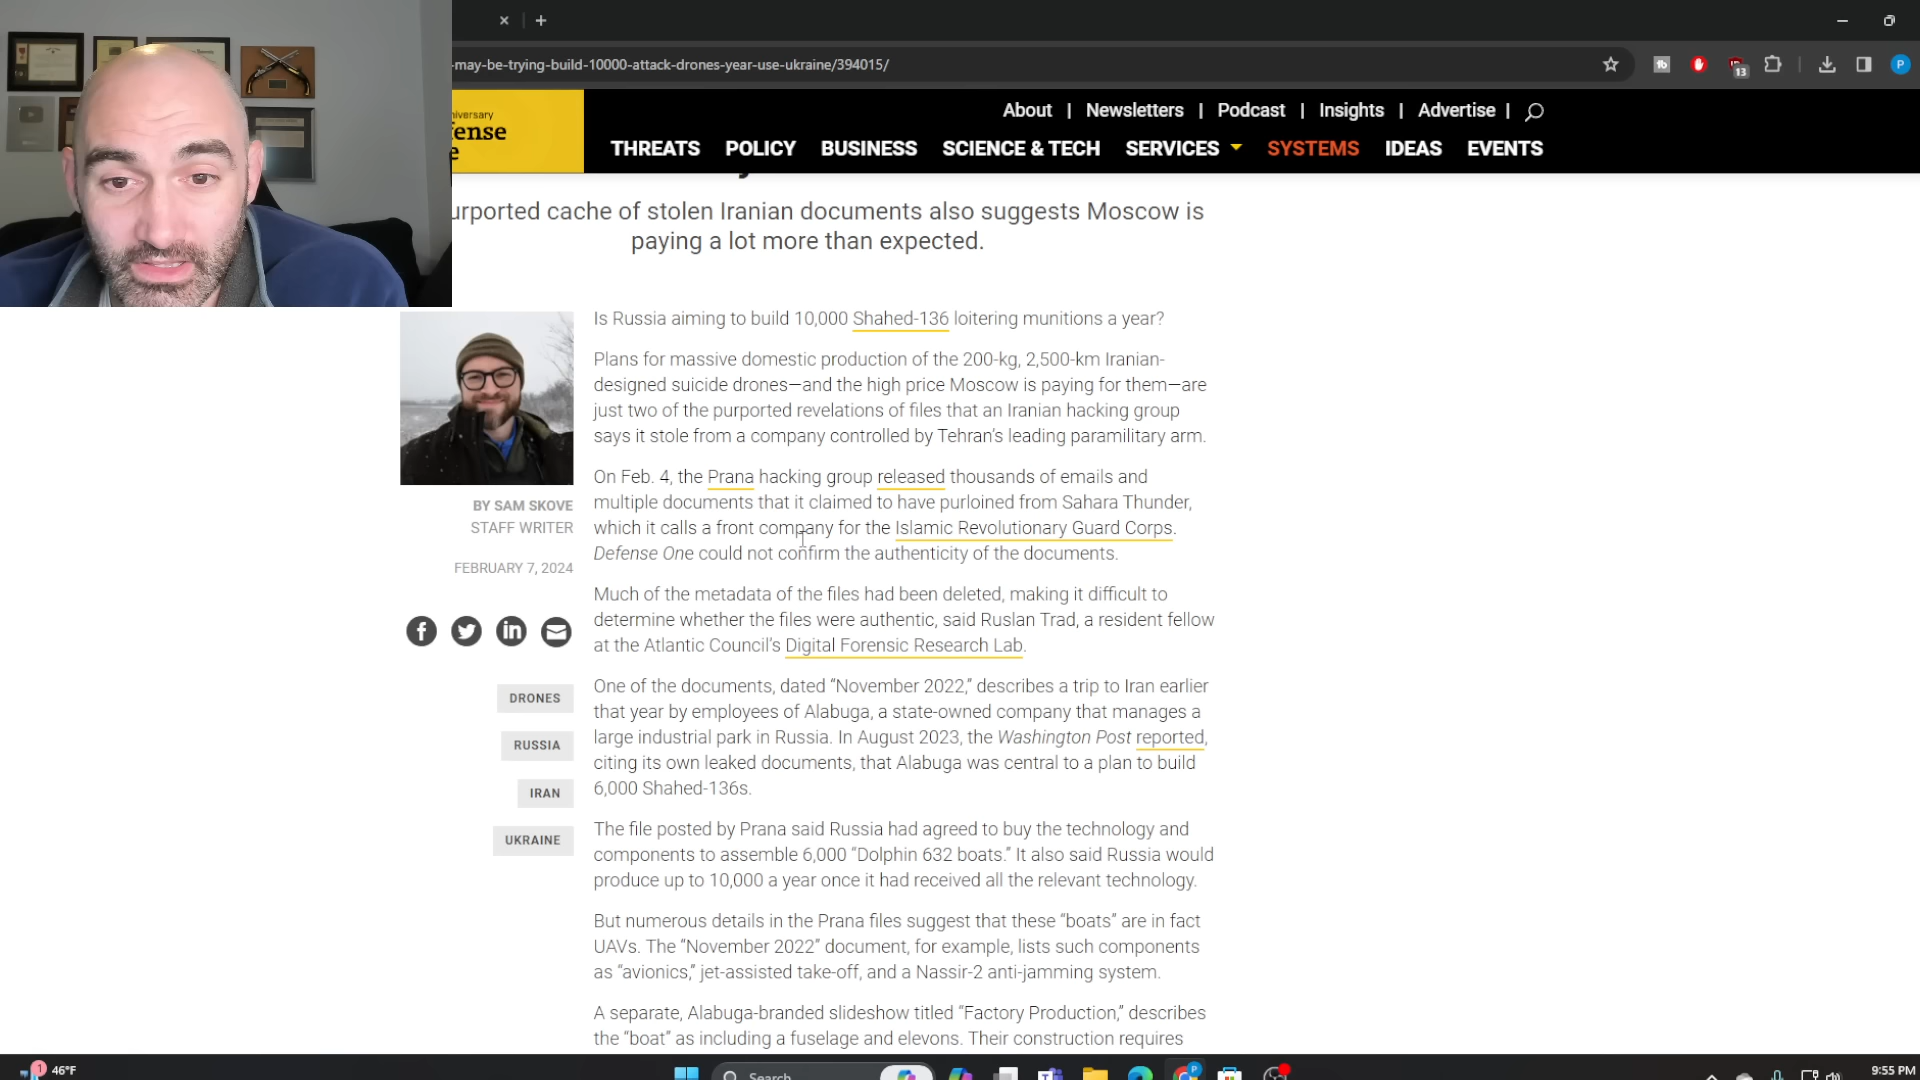 -may-be-trying-build-10000-attack-drones-year-use-ukraine/394015/
13
P
niversary
fense
e
About | Newsletters | Podcast | Insights | Advertise |
THREATS POLICY BUSINESS SCIENCE & TECH SERVICES SYSTEMS IDEAS EVENTS
urported cache of stolen Iranian documents also suggests Moscow is
paying a lot more than expected.
BY SAM SKOVE
STAFF WRITER
FEBRUARY 7, 2024
DRONES
RUSSIA
IRAN
UKRAINE
Is Russia aiming to build 10,000 Shahed-136 loitering munitions a year?
Plans for massive domestic production of the 200-kg, 2,500-km Iranian-
designed suicide drones—and the high price Moscow is paying for them—are
just two of the purported revelations of files that an Iranian hacking group
says it stole from a company controlled by Tehran's leading paramilitary arm.
On Feb. 4, the Prana hacking group released thousands of emails and
multiple documents that it claimed to have purloined from Sahara Thunder,
which it calls a front company for the Islamic Revolutionary Guard Corps.
Defense One could not confirm the authenticity of the documents.
Much of the metadata of the files had been deleted, making it difficult to
determine whether the files were authentic, said Ruslan Trad, a resident fellow
at the Atlantic Council's Digital Forensic Research Lab.
One of the documents, dated “November 2022,” describes a trip to Iran earlier
that year by employees of Alabuga, a state-owned company that manages a
large industrial park in Russia. In August 2023, the Washington Post reported,
citing its own leaked documents, that Alabuga was central to a plan to build
6,000 Shahed-136s.
The file posted by Prana said Russia had agreed to buy the technology and
components to assemble 6,000 “Dolphin 632 boats.” It also said Russia would
produce up to 10,000 a year once it had received all the relevant technology.
But numerous details in the Prana files suggest that these “boats” are in fact
UAVs. The “November 2022” document, for example, lists such components
as “avionics,” jet-assisted take-off, and a Nassir-2 anti-jamming system.
A separate, Alabuga-branded slideshow titled “Factory Production,” describes
the “boat” as including a fuselage and elevons. Their construction requires
1
46°F
Search
9:55 PM